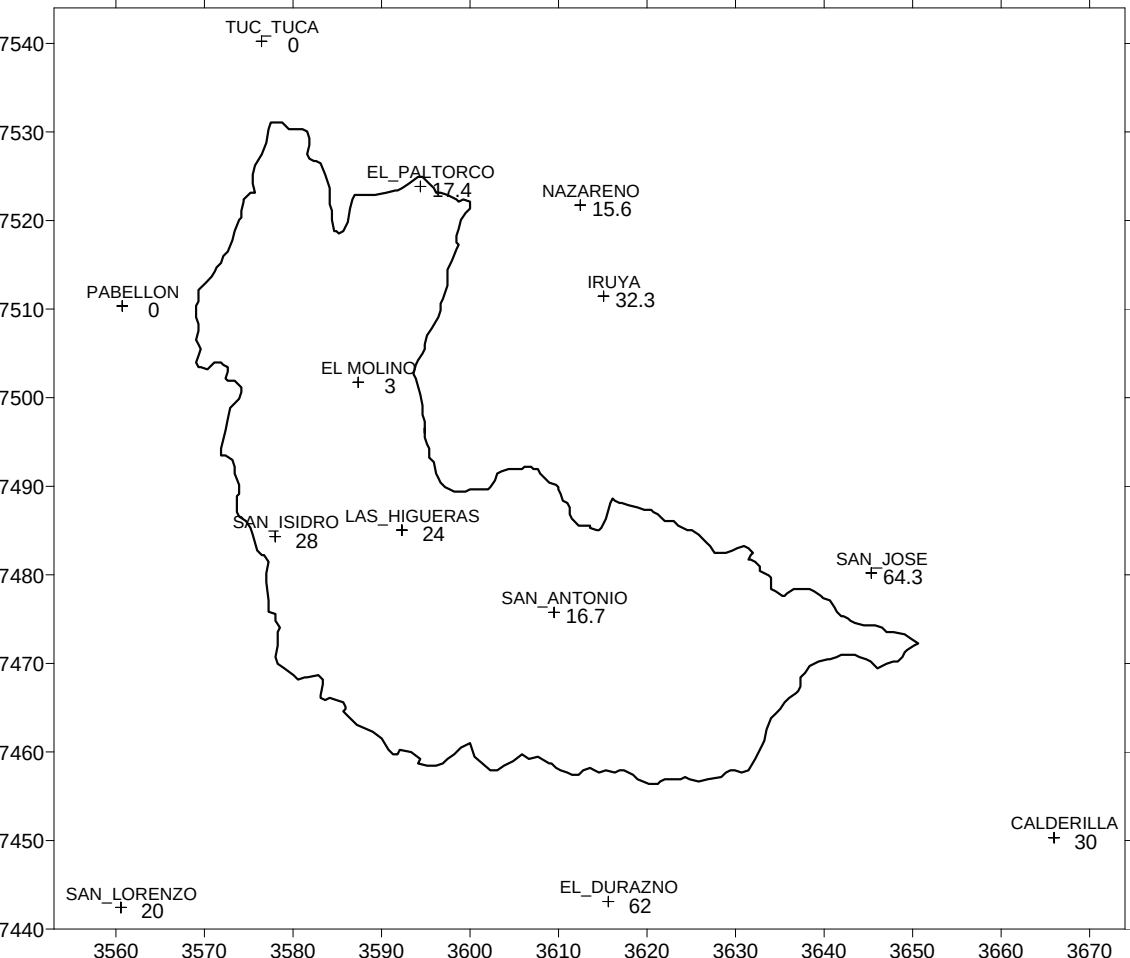 TUC_TUCA
0
7540
7530
EL_PALTORCO
17.4
NAZARENO
15.6
7520
IRUYA
32.3
PABELLON
0
7510
EL MOLINO
3
7500
7490
SAN_ISIDRO
28
LAS_HIGUERAS
24
SAN_JOSE
64.3
7480
SAN_ANTONIO
16.7
7470
7460
CALDERILLA
30
7450
SAN_LORENZO
20
EL_DURAZNO
62
7440
3560 3570 3580 3590 3600 3610 3620 3630 3640 3650 3660 3670